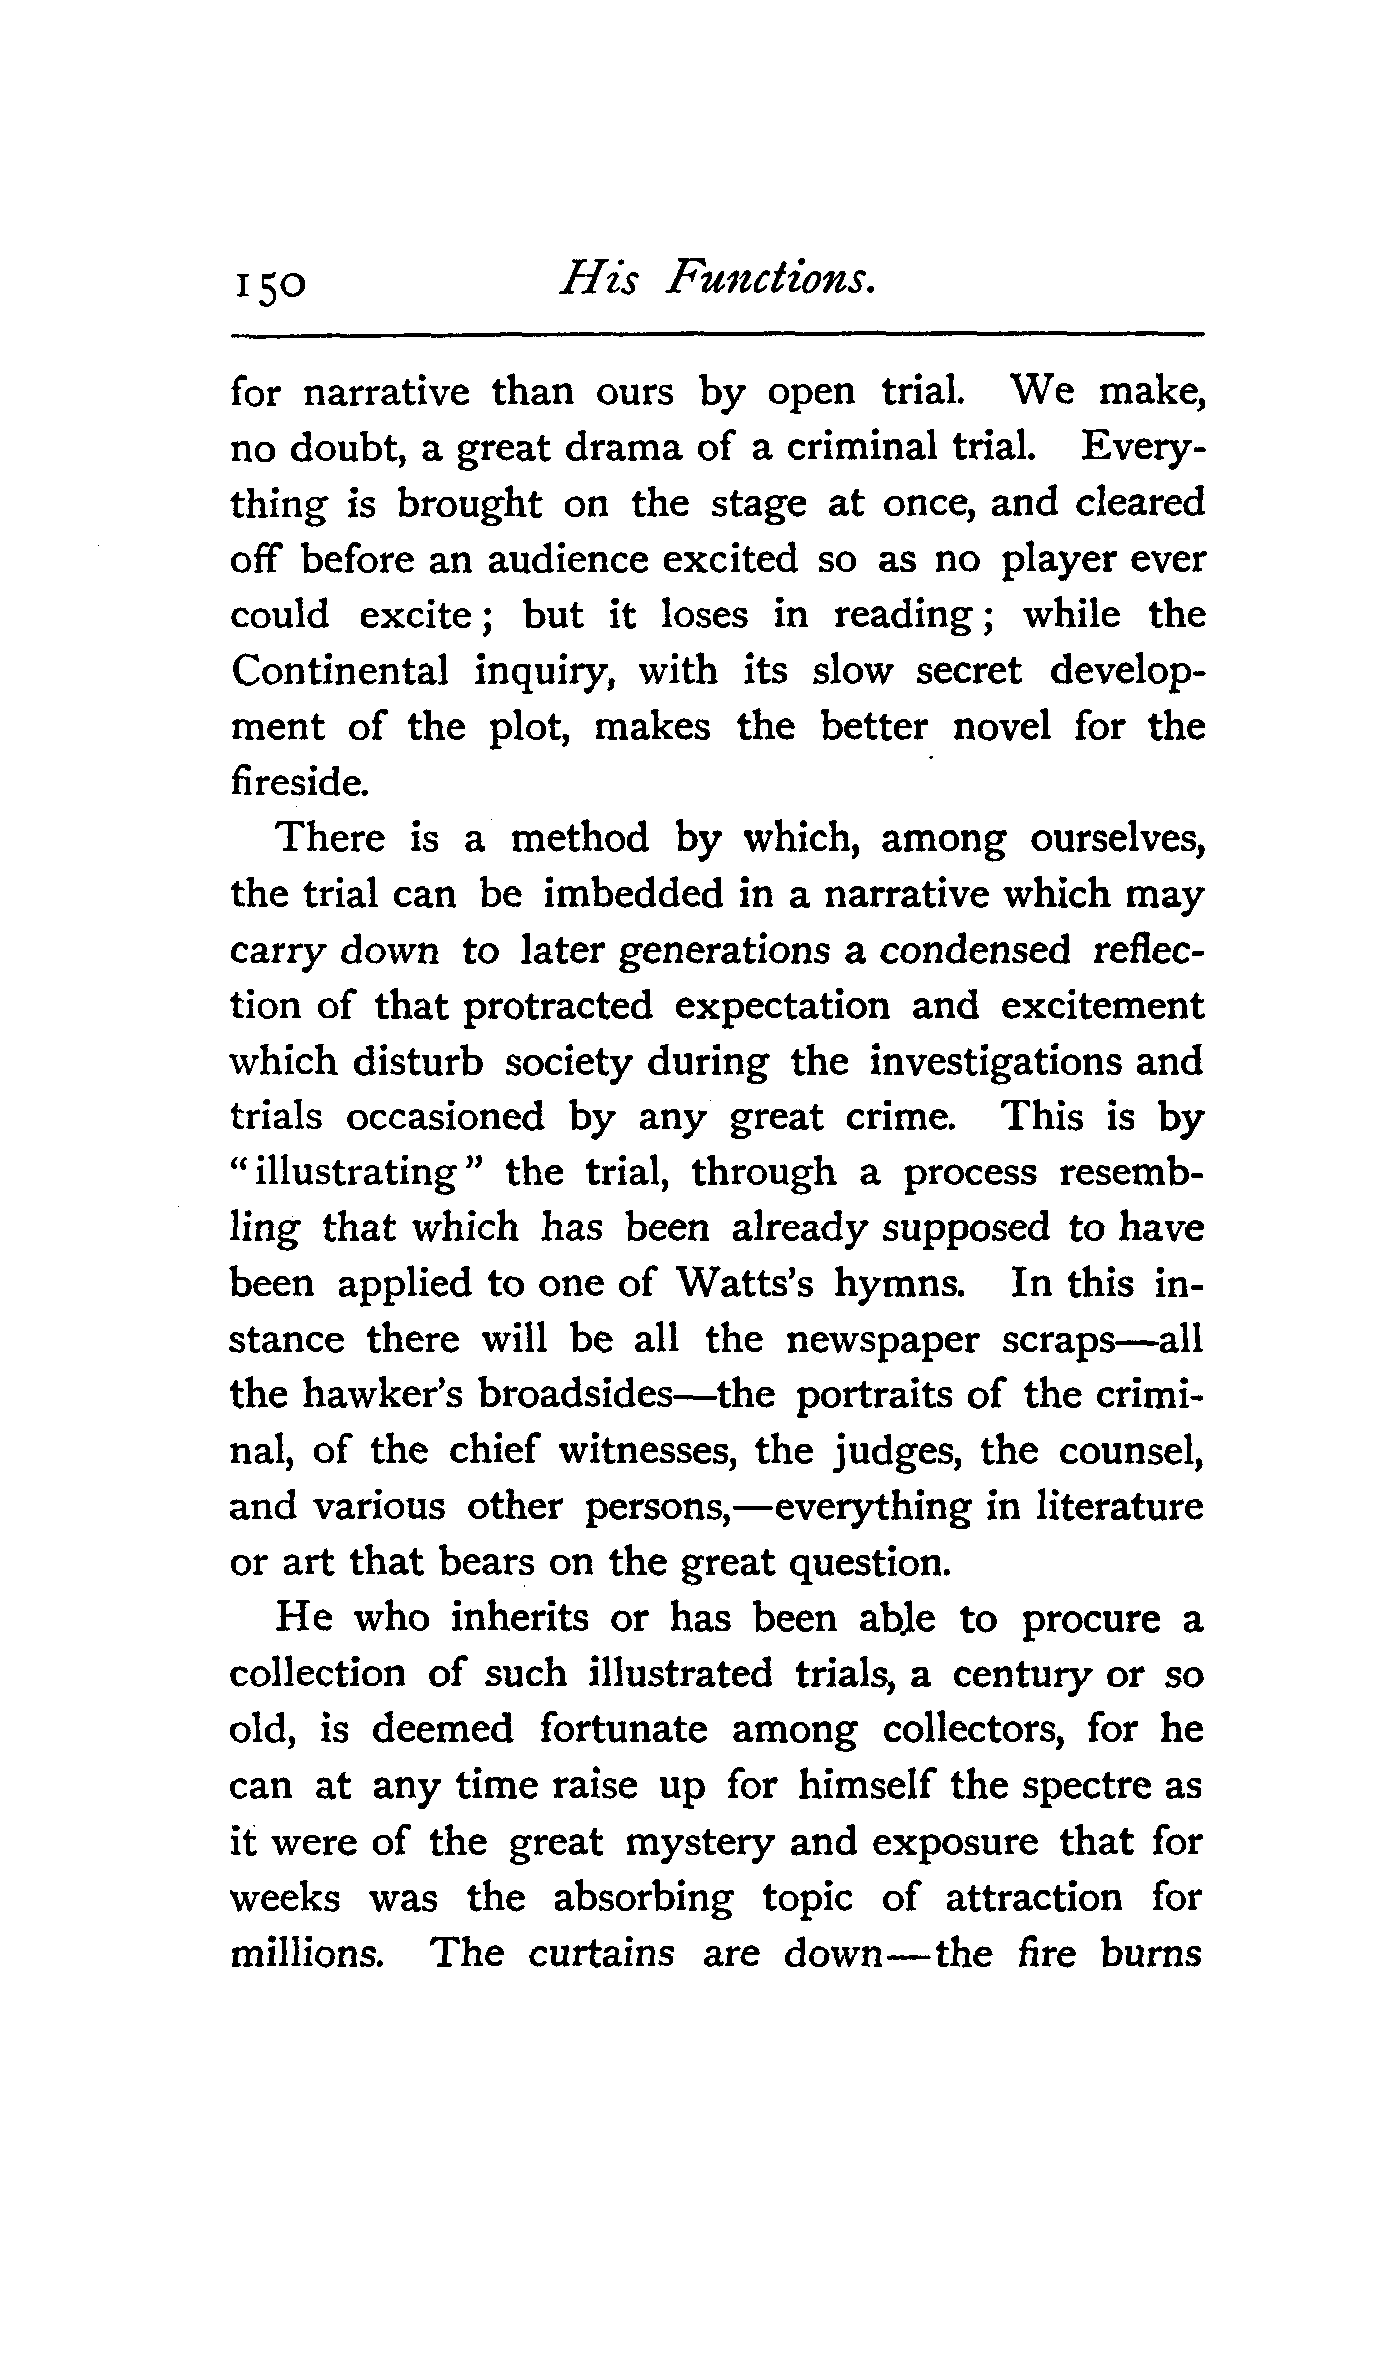 150 His Functions.
for narrative than ours by open trial. We make,
no doubt, a great drama of a criminal trial. Every-
thing is brought on the stage at once, and cleared
off before an audience excited so as no player ever
could excite; but it loses in reading; while the
Continental inquiry, with its slow secret develop-
ment of the plot, makes the better novel for the
fireside.
There is a method by which, among ourselves,
the trial can be imbedded in a narrative which may
carry down to later generations a condensed reflec-
tion of that protracted expectation and excitement
which disturb society during the investigations and
trials occasioned by any great crime. This is by
"illustrating" the trial, through a process resemb-
ling that which has been already supposed to have
been applied to one of Watts's hymns. In this in-
stance there will be all the newspaper scraps—all
the hawker's broadsides—the portraits of the crimi-
nal, of the chief witnesses, the judges, the counsel,
and various other persons,—everything in literature
or art that bears on the great question.
He who inherits or has been able to procure a
collection of such illustrated trials, a century or so
old, is deemed fortunate among collectors, for he
can at any time raise up for himself the spectre as
it were of the great mystery and exposure that for
weeks was the absorbing topic of attraction for
millions. The curtains are down—the fire burns